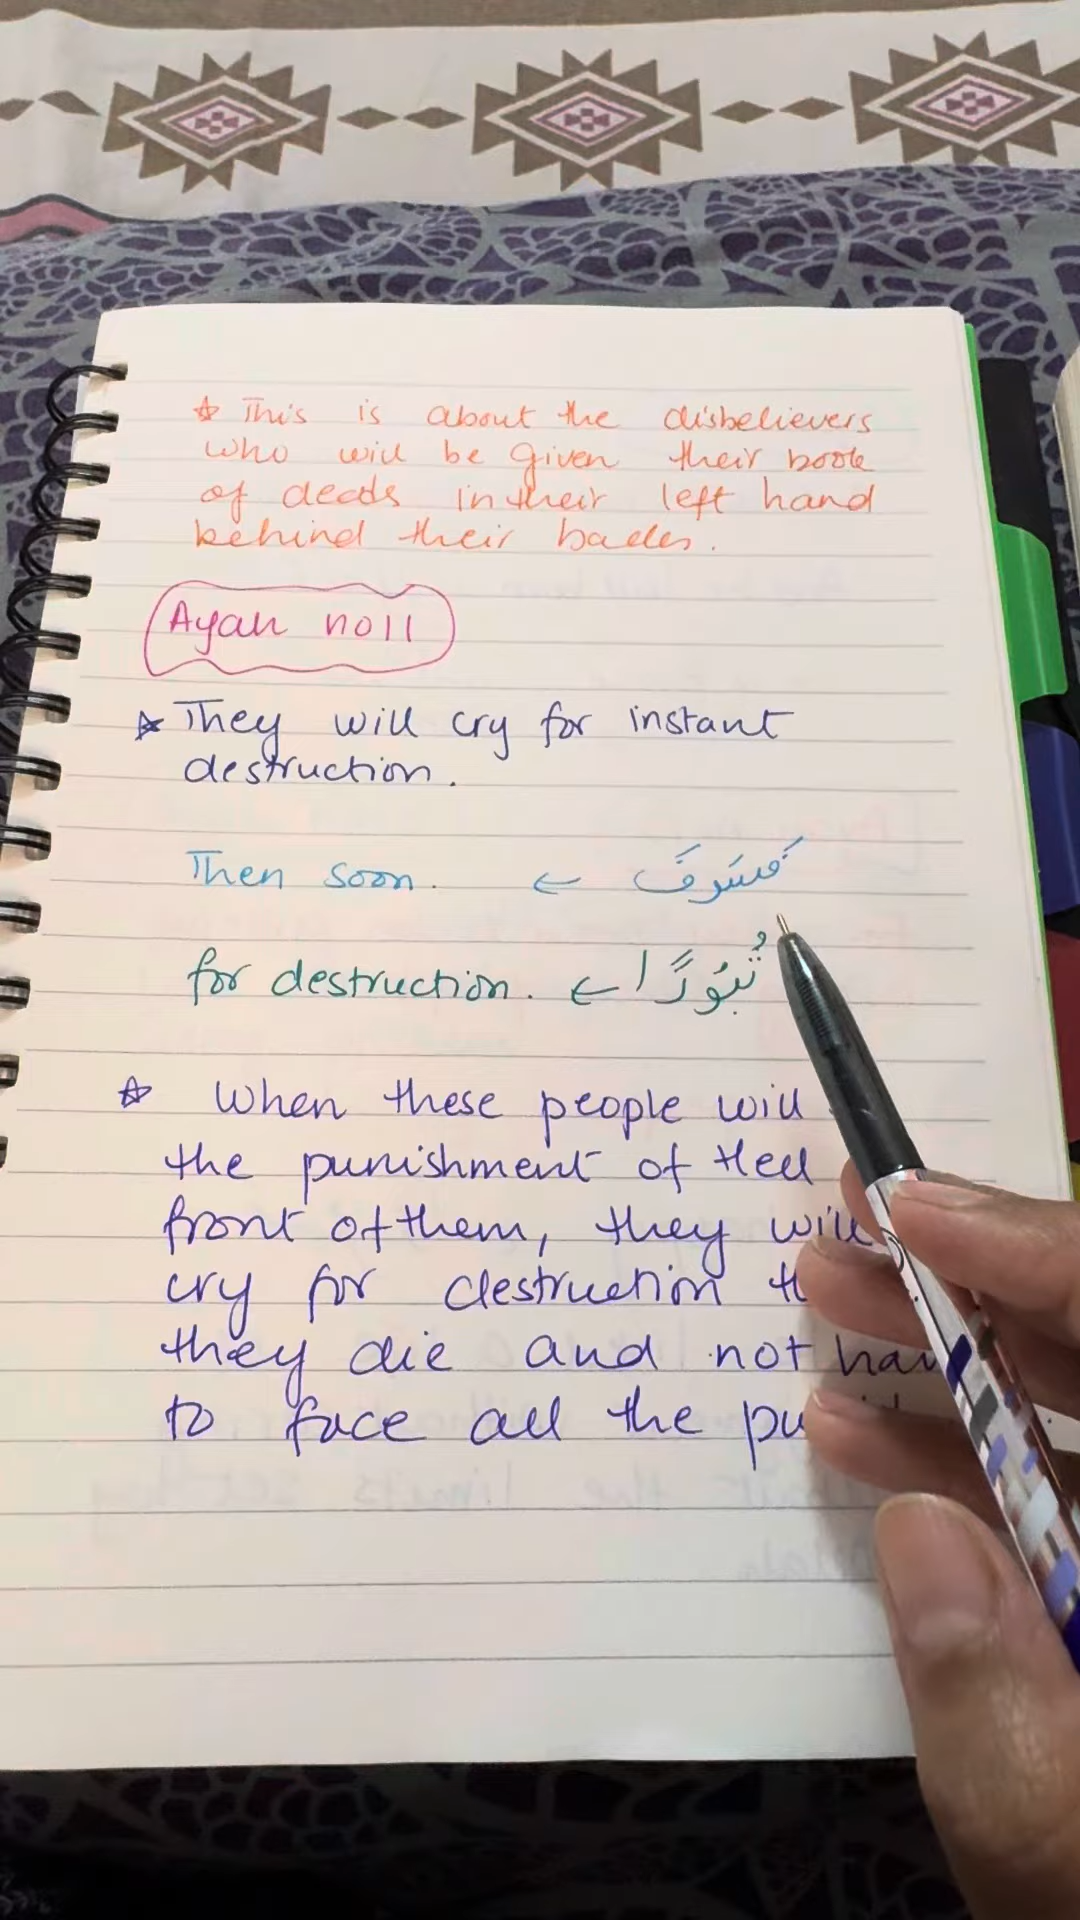 ☆ This is about the disbelievers
who will be given their book
of deeds in their left hand
behind their backs.
Ayah no 11
☆ They will cry for instant
destruction.
Then soon. ← فَسَوفَ
for destruction. ← ثُبُورًا
☆ When these people will
the punishment of Hell
front of them, they will
cry for destruction
they die and not
to face all the